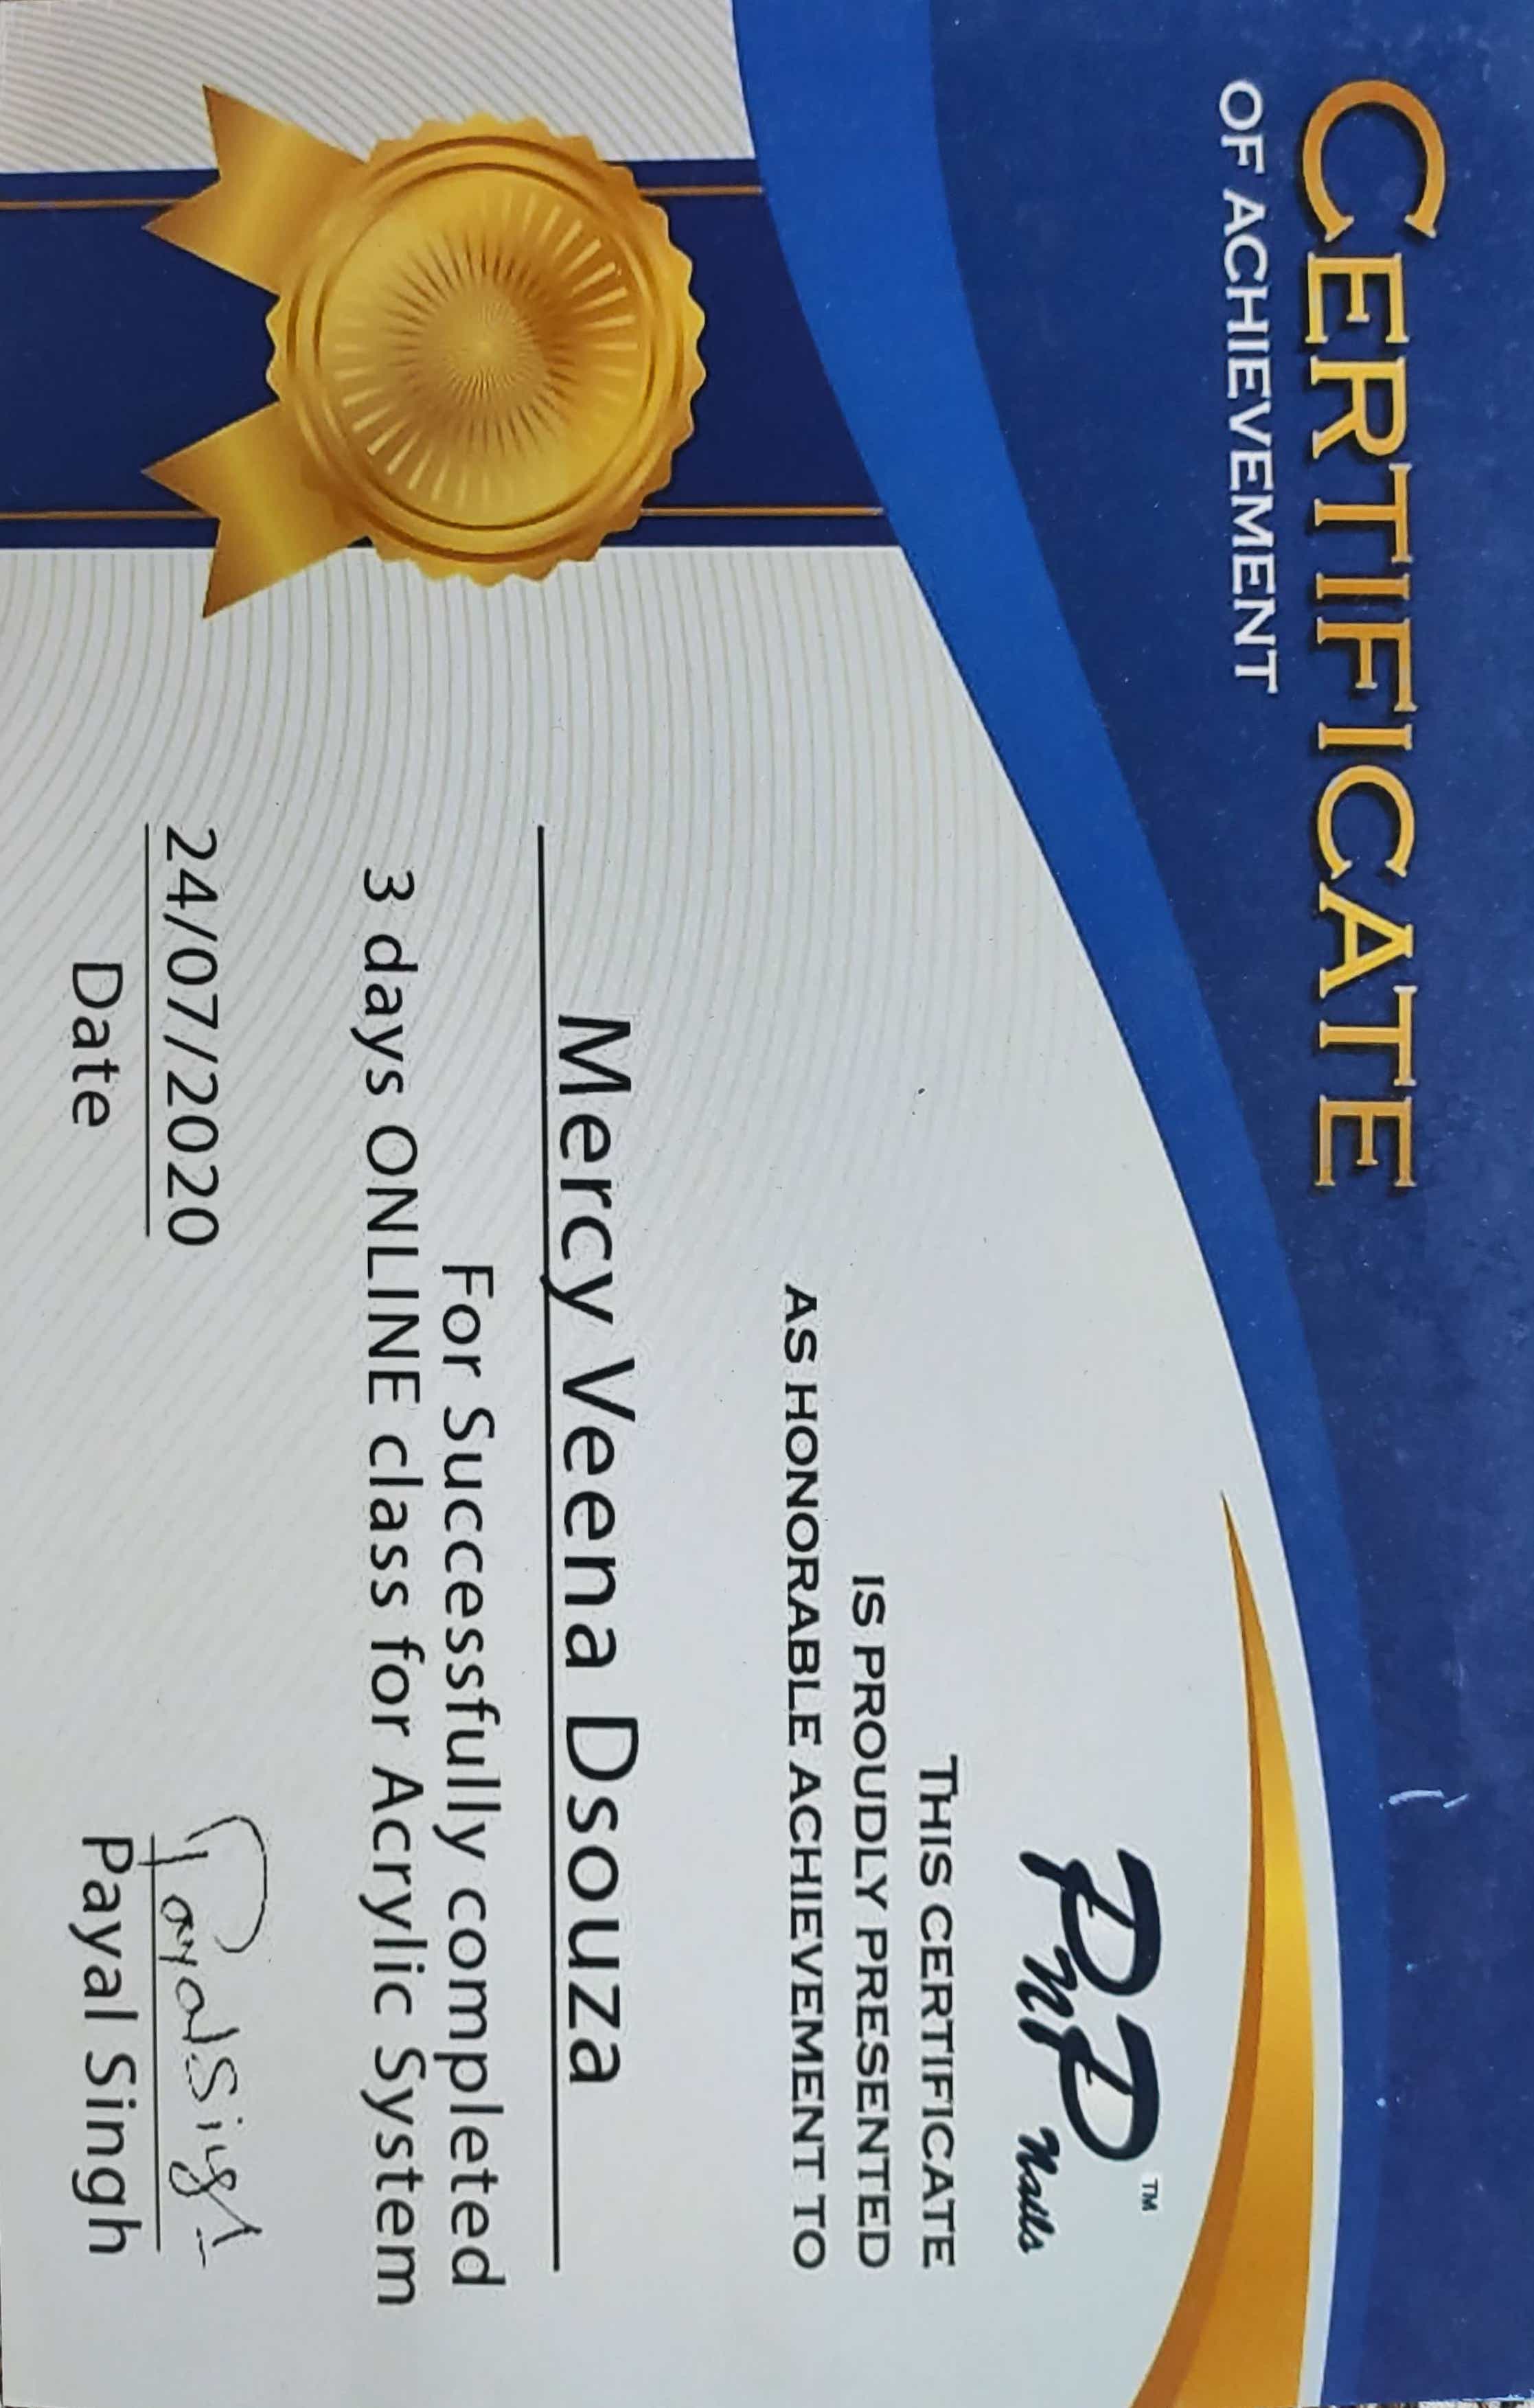 CERTIFICATE
OF ACHIEVEMENT
PnP Nails TM
THIS CERTIFICATE
IS PROUDLY PRESENTED
AS HONORABLE ACHIEVEMENT TO
Mercy Veena Dsouza
For Successfully completed
3 days ONLINE class for Acrylic System
24/07/2020
Date
Payal Singh
Payal Singh